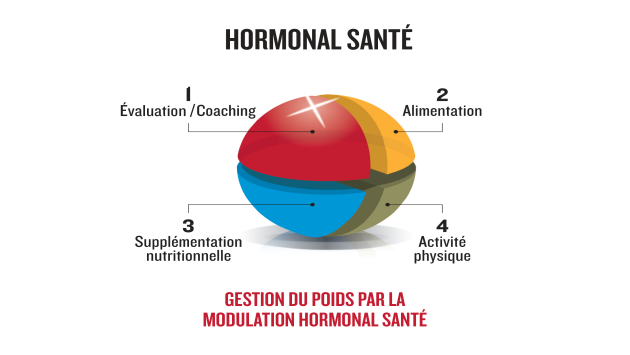 HORMONAL SANTÉ
1
Évaluation / Coaching
2
Alimentation
3
Supplémentation
nutritionnelle
4
Activité
physique
GESTION DU POIDS PAR LA
MODULATION HORMONAL SANTÉ